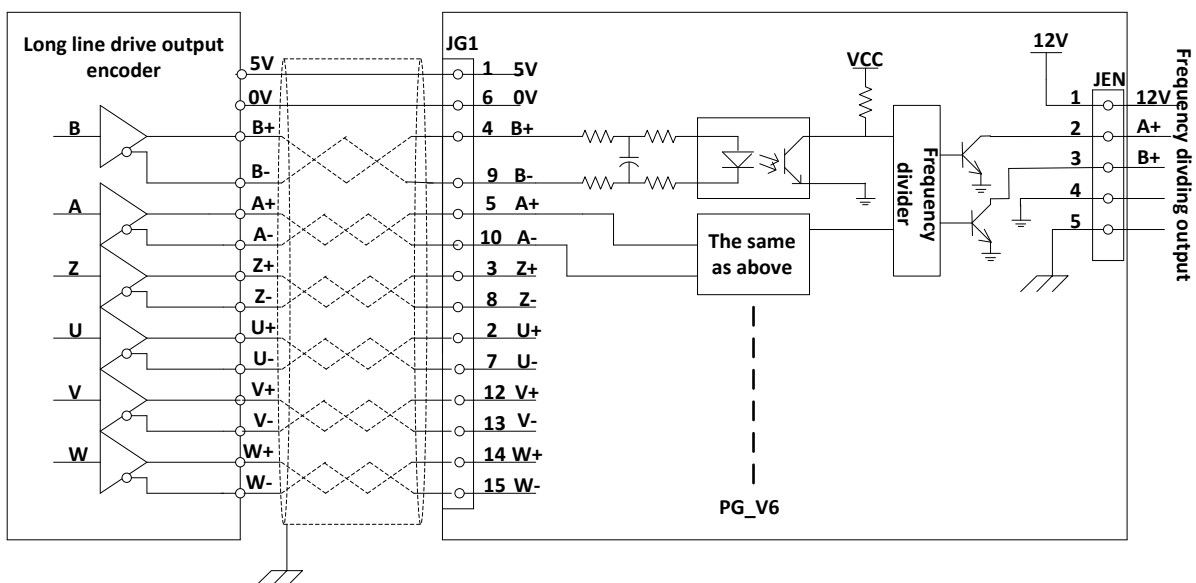 Long line drive output
encoder
5V
0V
B
B+
B-
A
A+
A-
Z
Z+
Z-
U
U+
U-
V
V+
V-
W
W+
W-
JG1
1 5V
6 0V
4 B+
9 B-
5 A+
10 A-
3 Z+
8 Z-
2 U+
7 U-
12 V+
13 V-
14 W+
15 W-
VCC
The same
as above
PG_V6
Frequency
divider
12V
JEN
1 12V
2 A+
3 B+
4
5
Frequency divding output